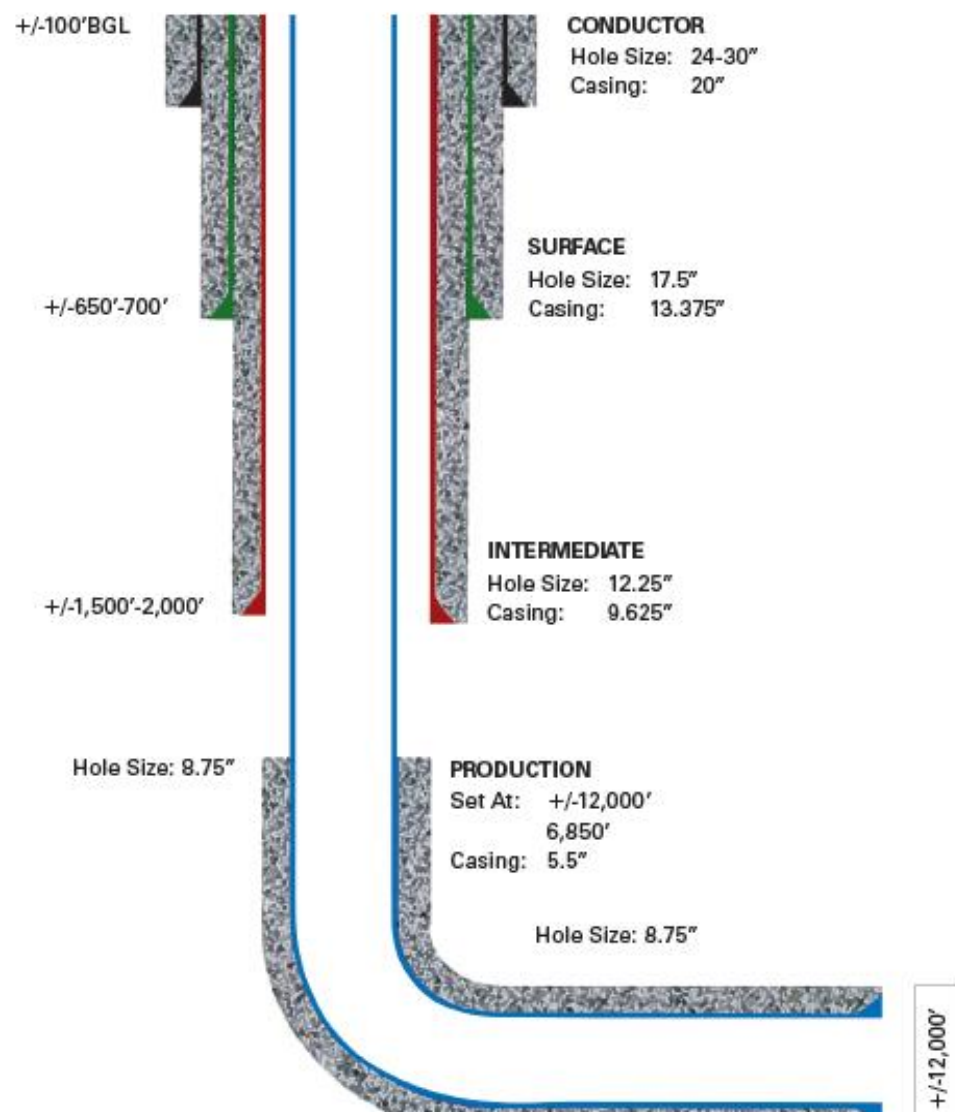 +/-100’BGL
CONDUCTOR
Hole Size: 24-30”
Casing: 20”
SURFACE
Hole Size: 17.5”
Casing: 13.375”
+/-650’-700’
INTERMEDIATE
Hole Size: 12.25”
Casing: 9.625”
+/-1,500’-2,000’
Hole Size: 8.75”
PRODUCTION
Set At: +/-12,000’
6,850’
Casing: 5.5”
Hole Size: 8.75”
+/-12,000’